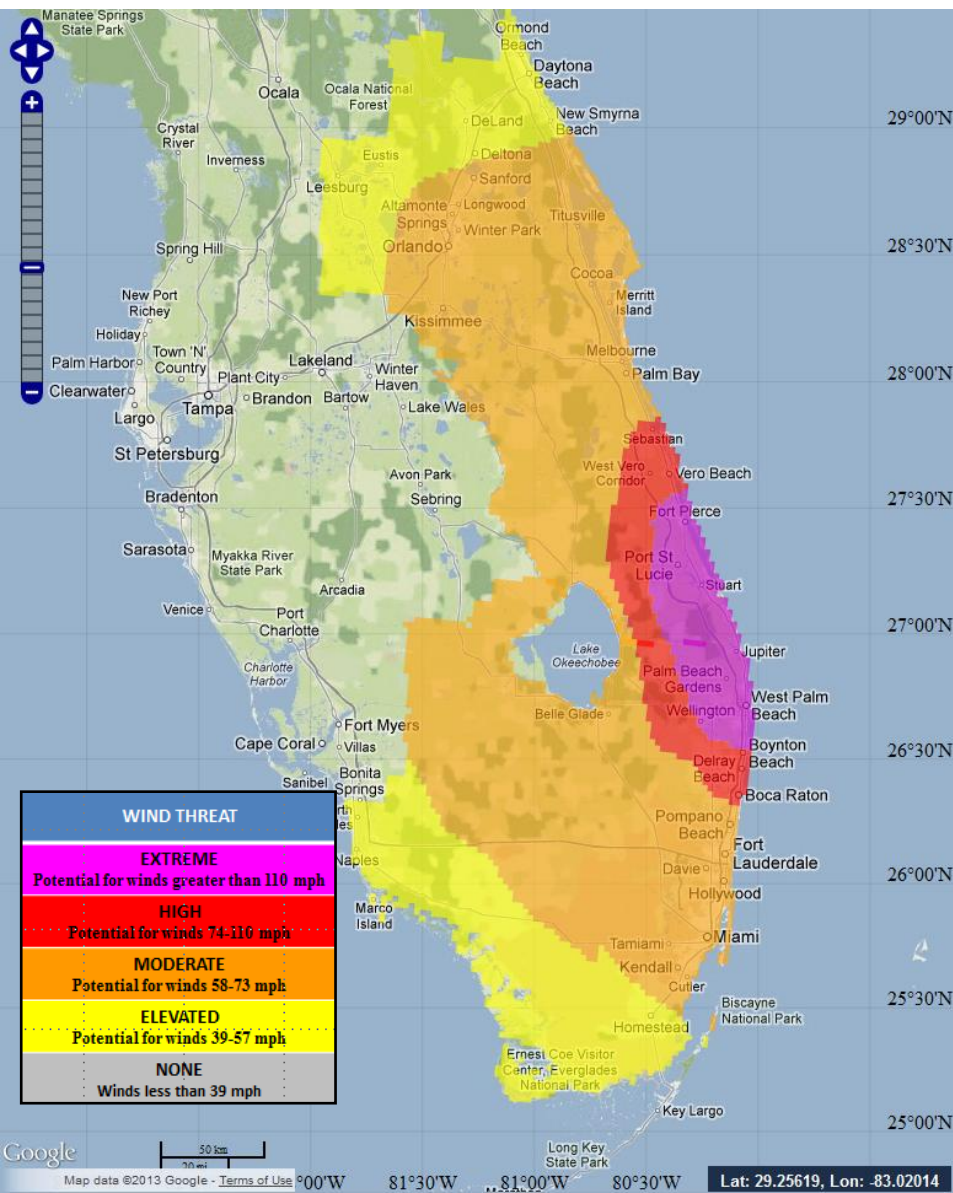 Manatee Springs
State Park
Ormond
Beach
Daytona
Beach
Ocala
Ocala National
Forest
New Smyrna
Beach
29°00'N
Crystal
River
DeLand
Inverness
Eustis
Deltona
Leesburg
Sanford
Altamonte
Springs
Longwood
Titusville
Winter Park
Spring Hill
Orlando
28°30'N
Cocoa
New Port
Richey
Merritt
Island
Holiday
Kissimmee
Town 'N'
Country
Lakeland
Melbourne
Palm Harbor
Winter
Haven
Palm Bay
28°00'N
Plant City
Clearwater
Brandon
Bartow
Lake Wales
Tampa
Largo
Sebastian
St Petersburg
West Vero
Corridor
Vero Beach
Avon Park
Bradenton
Sebring
27°30'N
Fort Pierce
Sarasota
Myakka River
State Park
Port St
Lucie
Arcadia
Stuart
Venice
Port
Charlotte
27°00'N
Lake
Okeechobee
Jupiter
Charlotte
Harbor
Palm Beach
Gardens
West Palm
Beach
Belle Glade
Wellington
Fort Myers
Cape Coral
Villas
Boynton
Beach
26°30'N
Delray
Beach
Sanibel
Bonita
Springs
Boca Raton
WIND THREAT
Pompano
Beach
Fort
Lauderdale
EXTREME
Potential for winds greater than 110 mph
Naples
Davie
26°00'N
Hollywood
HIGH
Potential for winds 74-110 mph
Marco
Island
Miami
Tamiami
MODERATE
Potential for winds 58-73 mph
Kendall
Cutler
25°30'N
ELEVATED
Potential for winds 39-57 mph
Biscayne
National Park
Homestead
NONE
Winds less than 39 mph
Ernest Coe Visitor
Center, Everglades
National Park
Key Largo
25°00'N
Google
50 km
20 mi
Long Key
State Park
Map data ©2013 Google - Terms of Use
°00'W
81°30'W
81°00'W
80°30'W
Lat: 29.25619, Lon: -83.02014